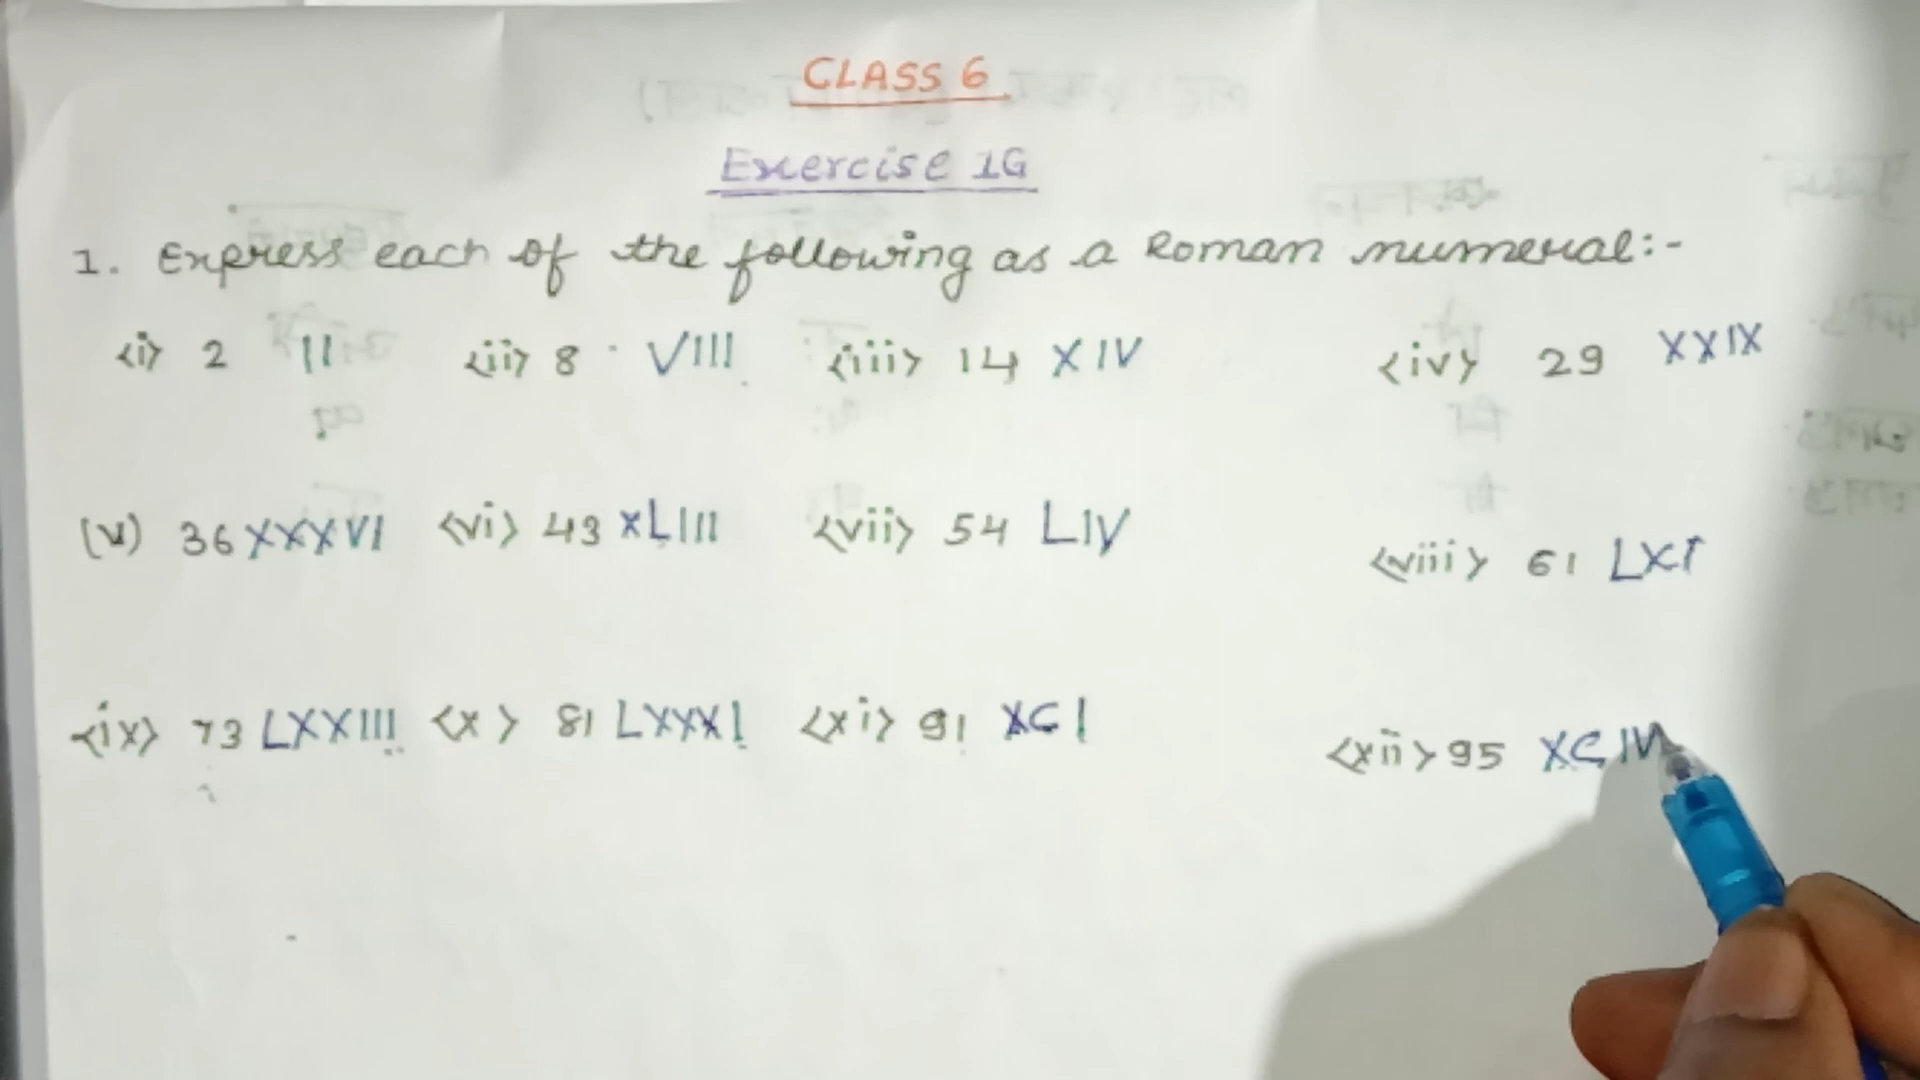 CLASS 6
Exercise 1G
1. Express each of the following as a Roman numeral:-
<i> 2 II <ii> 8 VIII <iii> 14 XIV <iv> 29 XXIX
(v) 36 XXXVI <vi> 43 XLIII <vii> 54 LIV <viii> 61 LXI
<ix> 73 LXXIII <x> 81 LXXXI <xi> 91 XCI <xii> 95 XCIV